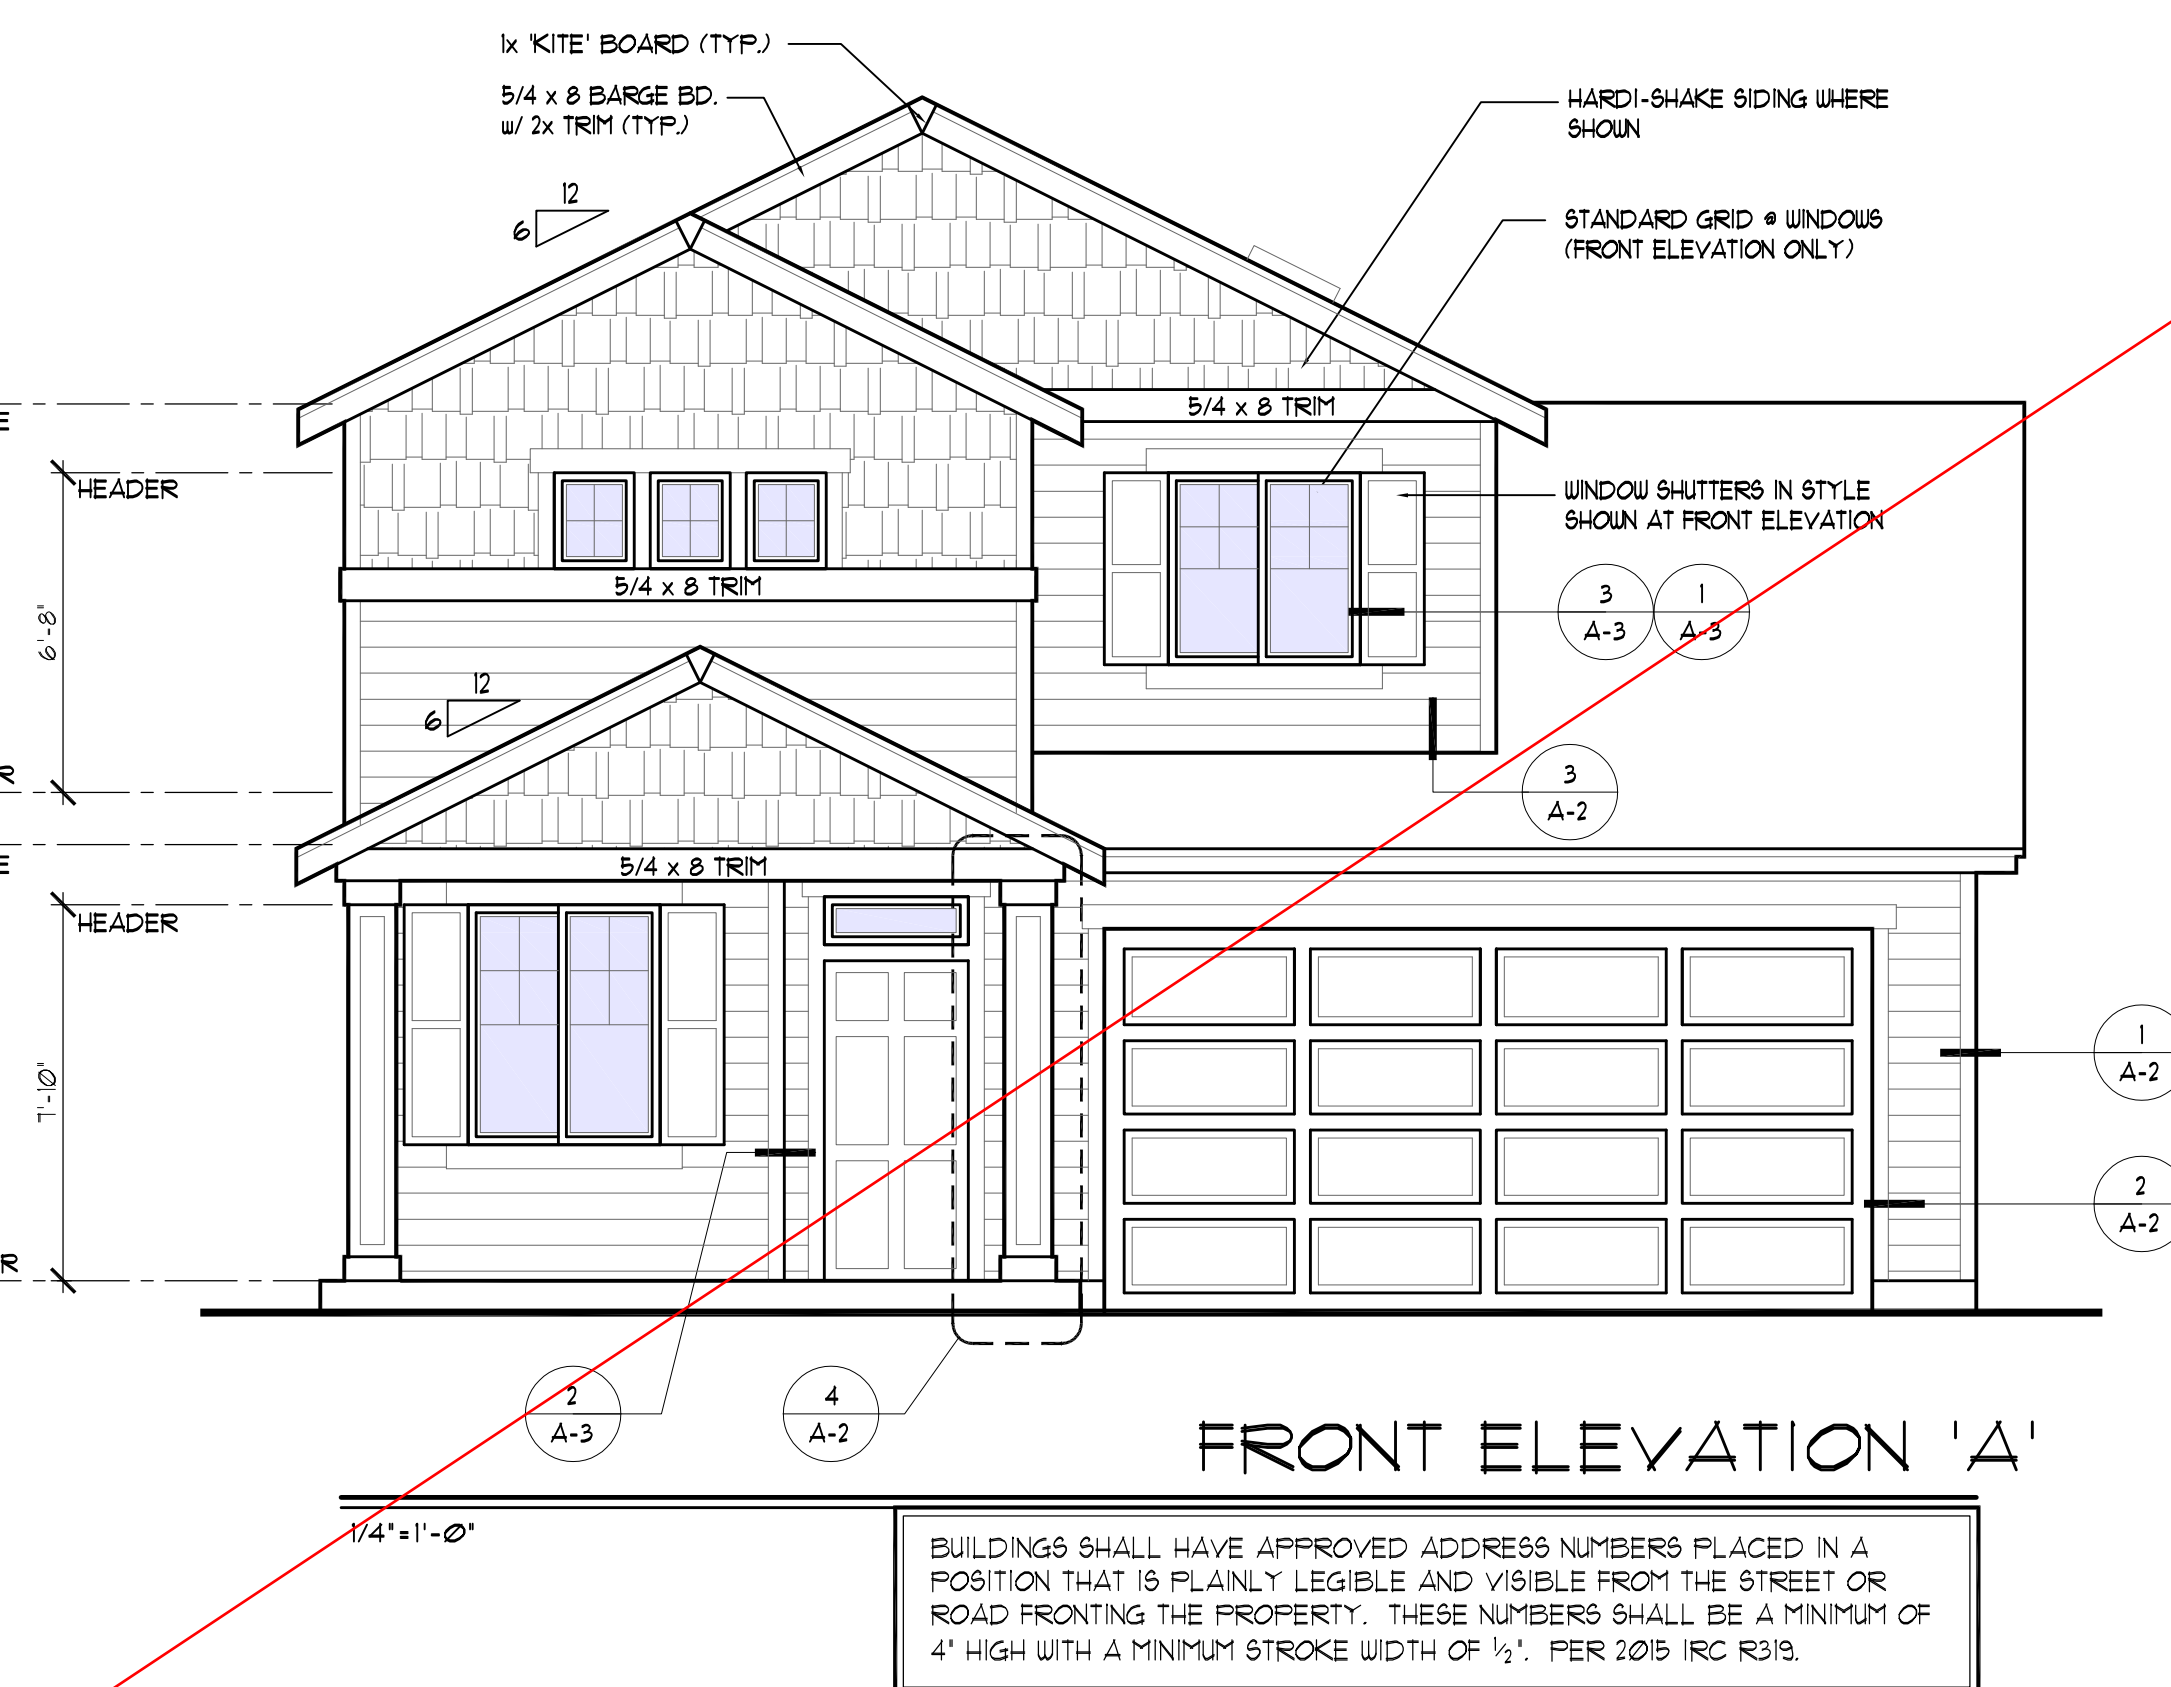 1x 'KITE' BOARD (TYP.)
5/4 x 8 BARGE BD.
w/ 2x TRIM (TYP.)
HARDI-SHAKE SIDING WHERE
SHOWN
12
6
STANDARD GRID @ WINDOWS
(FRONT ELEVATION ONLY)
5/4 x 8 TRIM
E
HEADER
WINDOW SHUTTERS IN STYLE
SHOWN AT FRONT ELEVATION
5/4 x 8 TRIM
6'-8"
3
A-3
1
A-3
12
6
R
3
A-2
E
5/4 x 8 TRIM
HEADER
7'-10"
1
A-2
2
A-2
R
2
A-3
4
A-2
FRONT ELEVATION 'A'
1/4"=1'-0"
BUILDINGS SHALL HAVE APPROVED ADDRESS NUMBERS PLACED IN A
POSITION THAT IS PLAINLY LEGIBLE AND VISIBLE FROM THE STREET OR
ROAD FRONTING THE PROPERTY. THESE NUMBERS SHALL BE A MINIMUM OF
4" HIGH WITH A MINIMUM STROKE WIDTH OF ½". PER 2015 IRC R319.